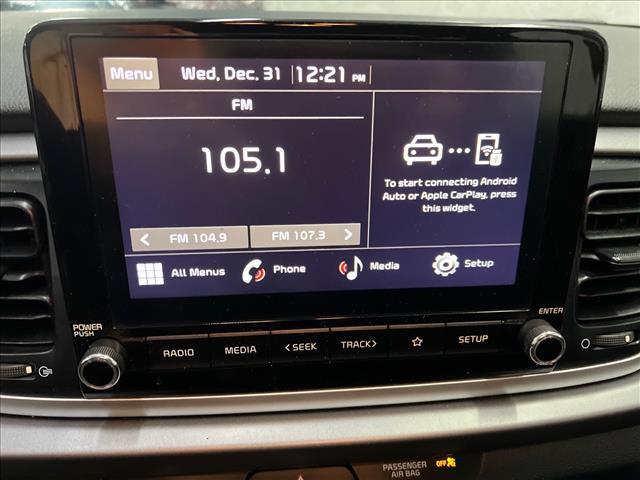 Menu Wed, Dec. 31 12:21 PM
FM
105.1
To start connecting Android
Auto or Apple CarPlay, press
this widget.
< FM 104.9 FM 107.3 >
All Menus Phone Media Setup
POWER
PUSH
ENTER
RADIO MEDIA <SEEK TRACK> SETUP
PASSENGER
AIR BAG
OFF